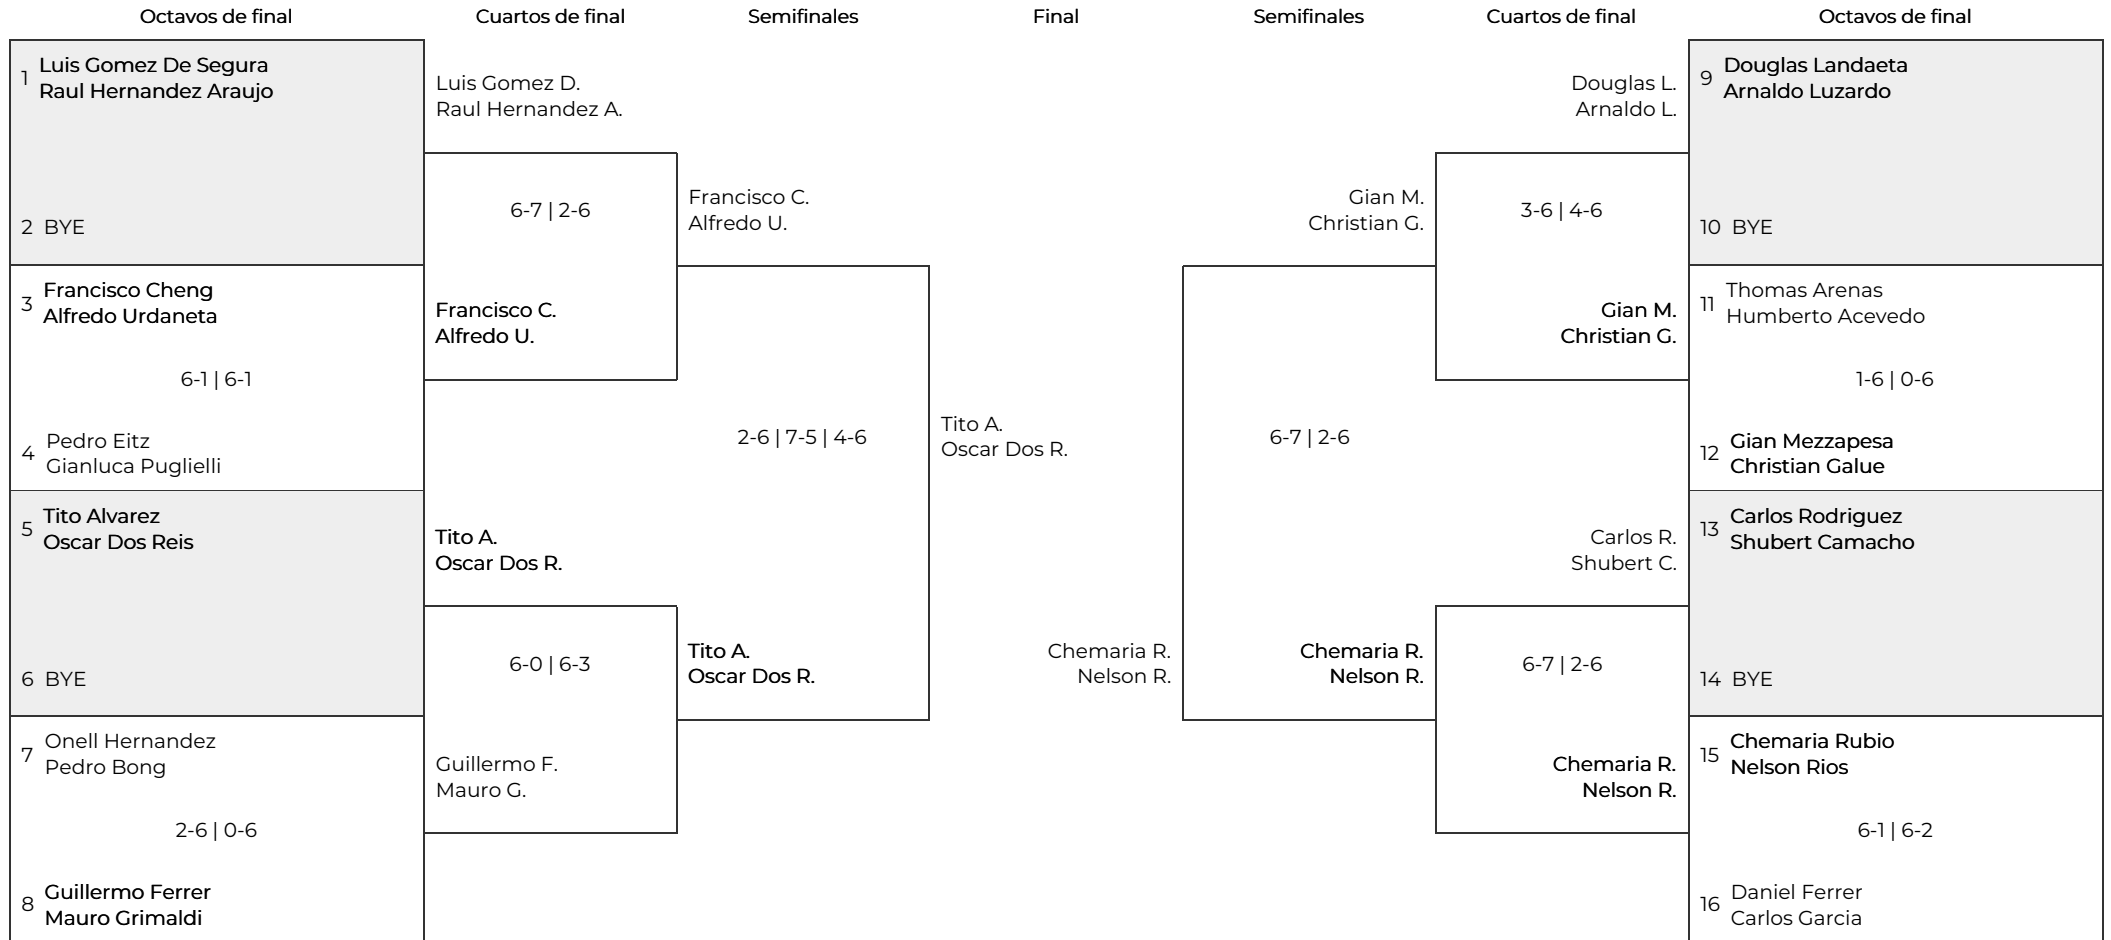 Octavos de final
Cuartos de final
Semifinales
Final
Semifinales
Cuartos de final
Octavos de final
1
Luis Gomez De Segura
Raul Hernandez Araujo
2 BYE
3
Francisco Cheng
Alfredo Urdaneta
6-1 | 6-1
4
Pedro Eitz
Gianluca Puglielli
5
Tito Alvarez
Oscar Dos Reis
6 BYE
7
Onell Hernandez
Pedro Bong
2-6 | 0-6
8
Guillermo Ferrer
Mauro Grimaldi
Luis Gomez D.
Raul Hernandez A.
6-7 | 2-6
Francisco C.
Alfredo U.
Tito A.
Oscar Dos R.
6-0 | 6-3
Guillermo F.
Mauro G.
Francisco C.
Alfredo U.
2-6 | 7-5 | 4-6
Tito A.
Oscar Dos R.
Tito A.
Oscar Dos R.
Chemaria R.
Nelson R.
Gian M.
Christian G.
6-7 | 2-6
Chemaria R.
Nelson R.
Douglas L.
Arnaldo L.
3-6 | 4-6
Gian M.
Christian G.
Carlos R.
Shubert C.
6-7 | 2-6
Chemaria R.
Nelson R.
9
Douglas Landaeta
Arnaldo Luzardo
10 BYE
11
Thomas Arenas
Humberto Acevedo
1-6 | 0-6
12
Gian Mezzapesa
Christian Galue
13
Carlos Rodriguez
Shubert Camacho
14 BYE
15
Chemaria Rubio
Nelson Rios
6-1 | 6-2
16
Daniel Ferrer
Carlos Garcia